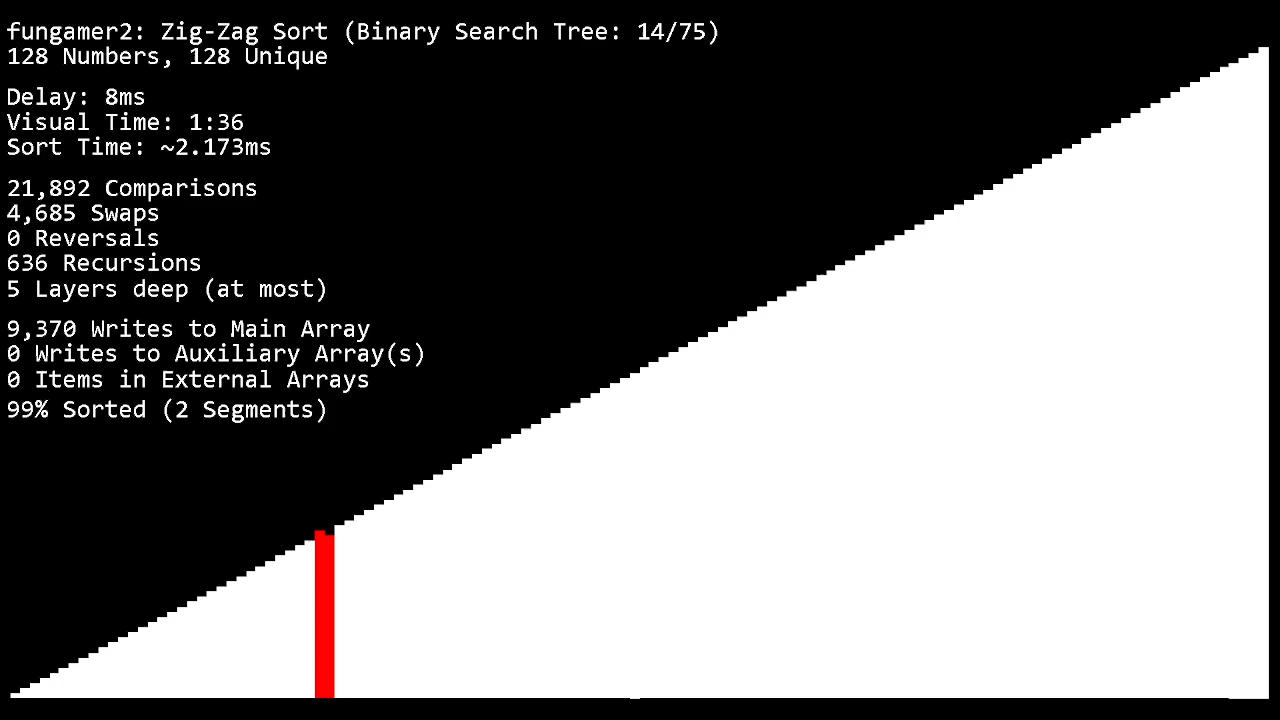 fungamer2: Zig-Zag Sort (Binary Search Tree: 14/75)
128 Numbers, 128 Unique
Delay: 8ms
Visual Time: 1:36
Sort Time: ~2.173ms
21,892 Comparisons
4,685 Swaps
0 Reversals
636 Recursions
5 Layers deep (at most)
9,370 Writes to Main Array
0 Writes to Auxiliary Array(s)
0 Items in External Arrays
99% Sorted (2 Segments)